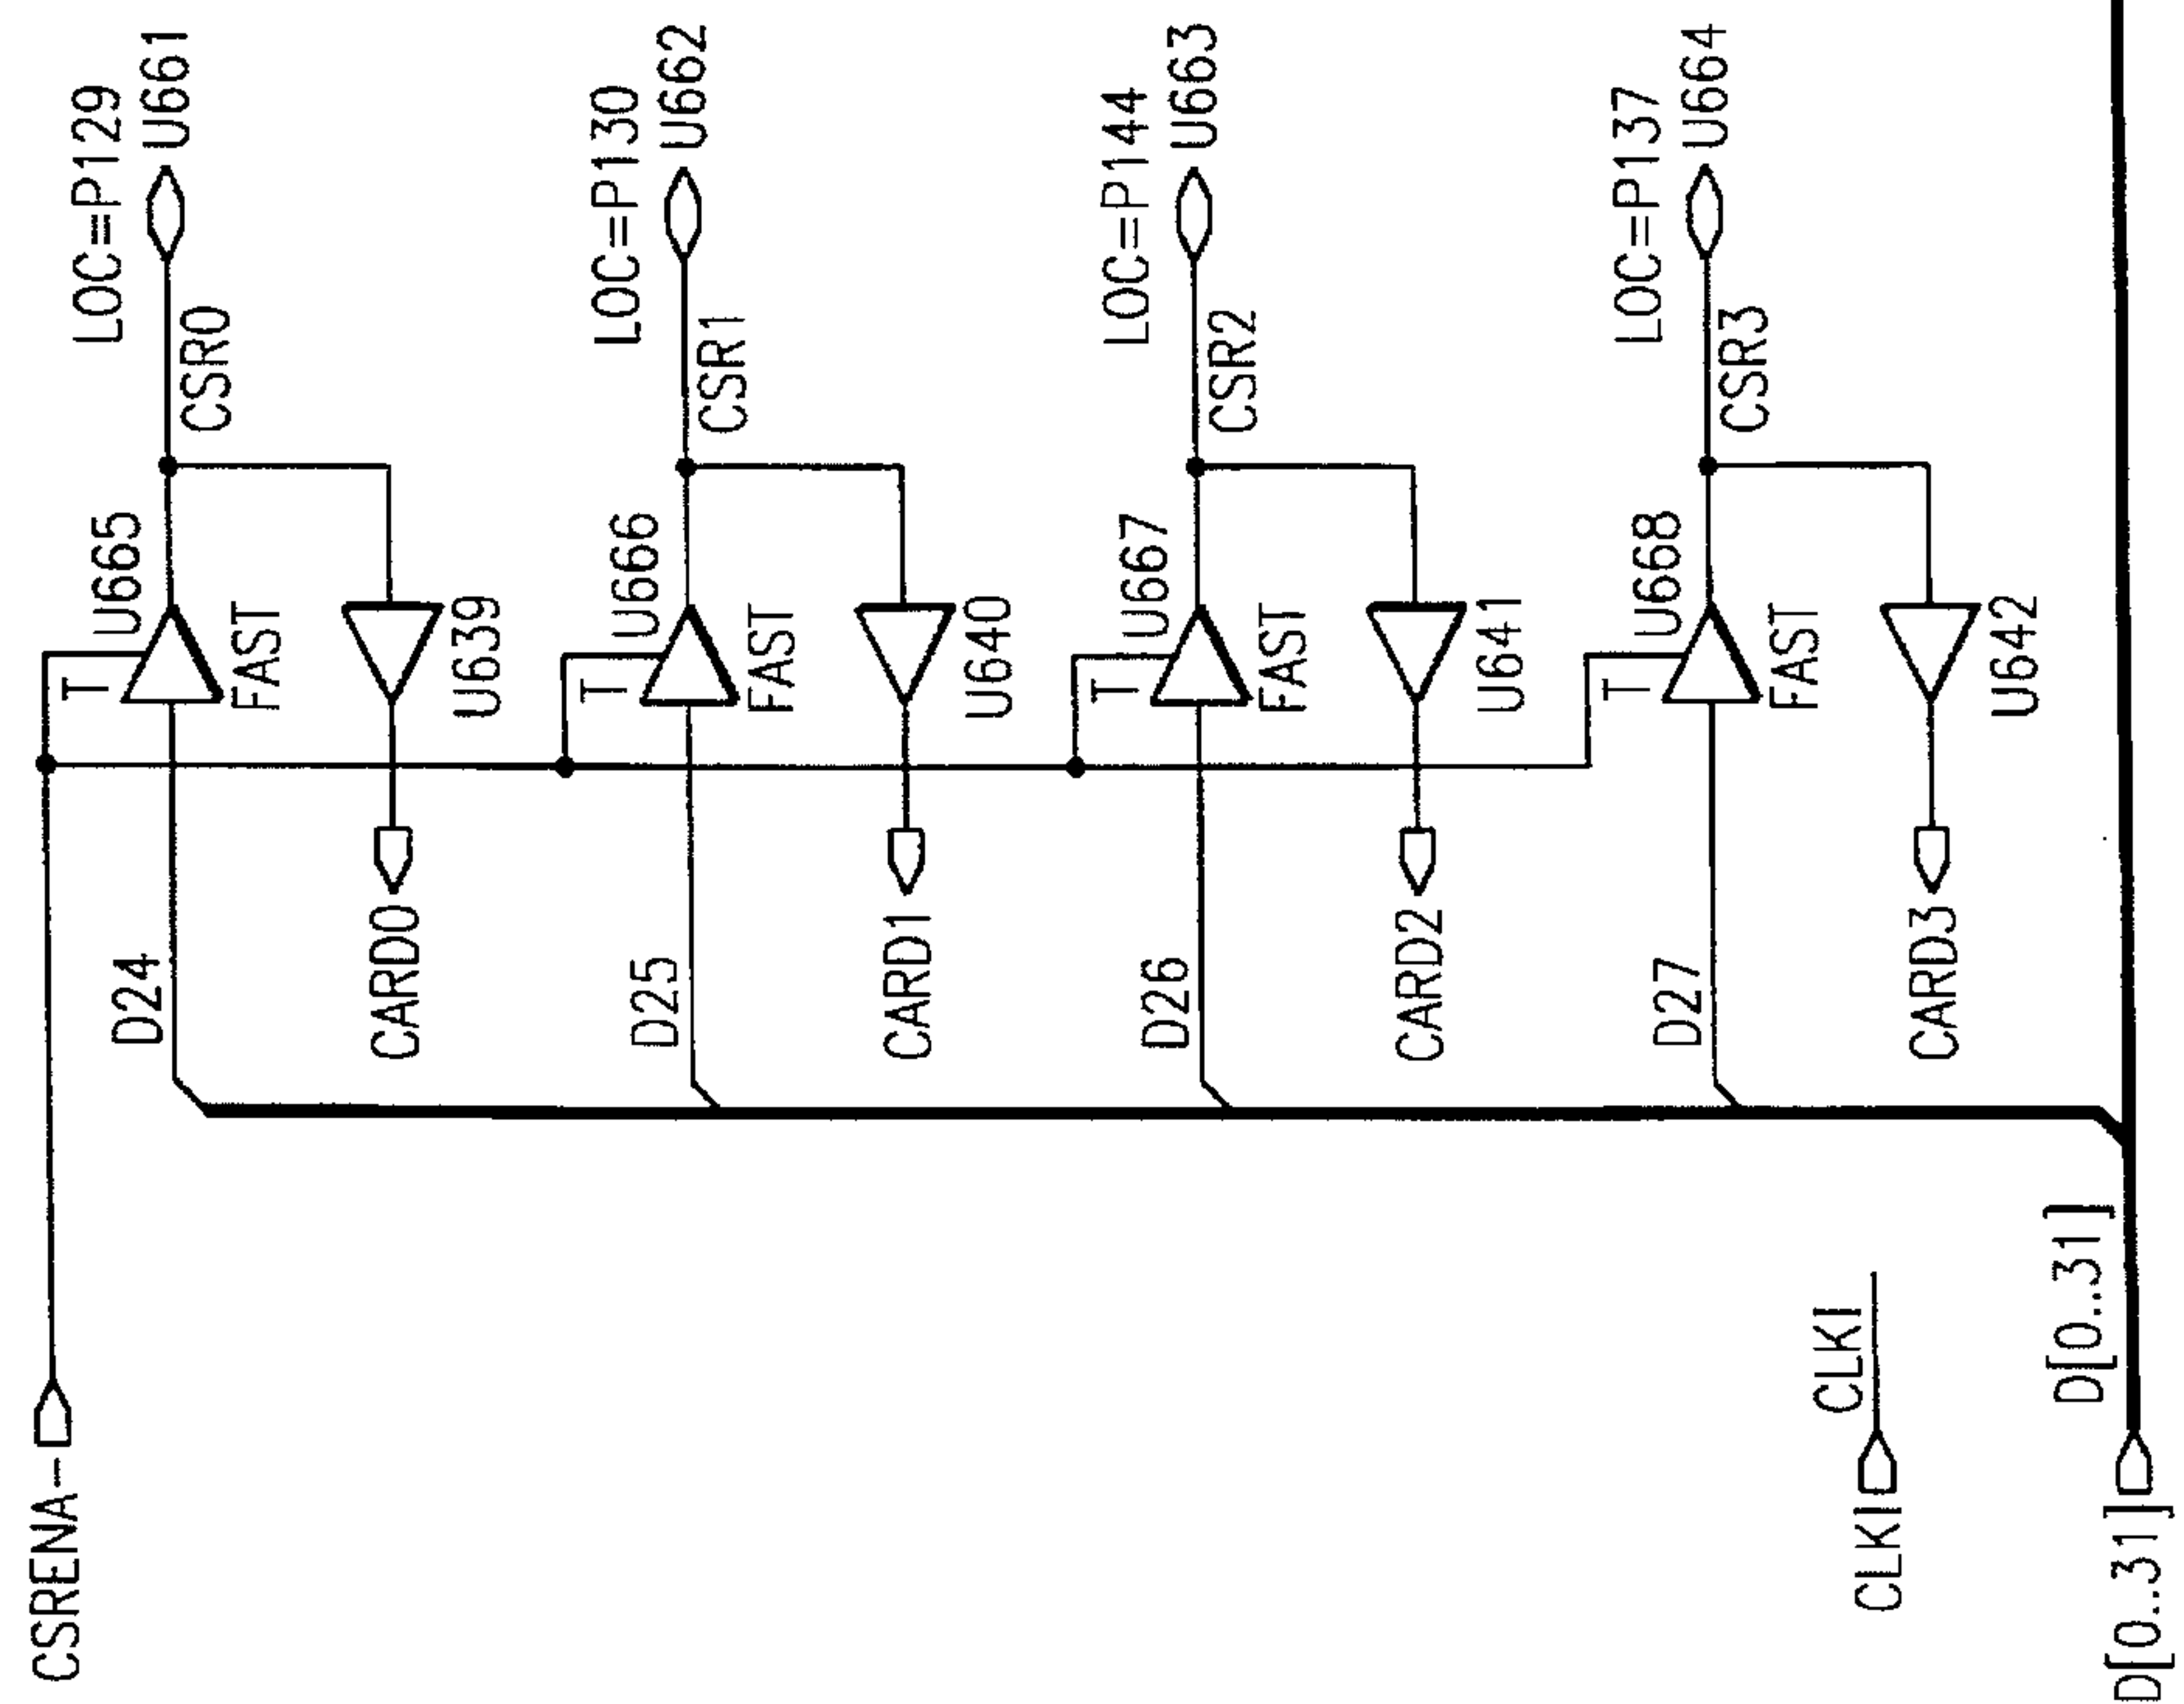 CSRENA-
D24
T
U665
FAST
CSR0
LOC=P129
U661
CARD0
U639
D25
T
U666
FAST
CSR1
LOC=P130
U662
CARD1
U640
D26
T
U667
FAST
CSR2
LOC=P144
U663
CARD2
U641
D27
T
U668
FAST
CSR3
LOC=P137
U664
CARD3
U642
CLKI
CLKI
D[0..31]
D[0..31]